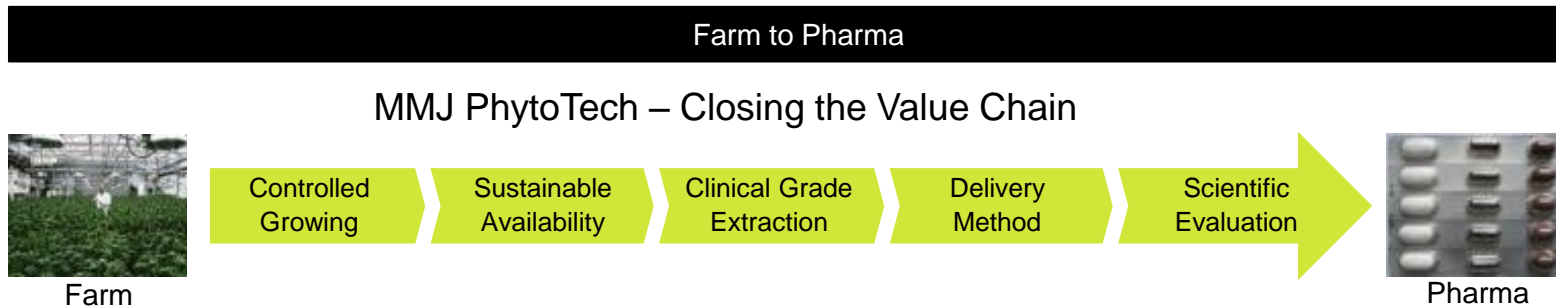 Farm to Pharma
MMJ PhytoTech – Closing the Value Chain
Controlled
Growing
Sustainable
Availability
Clinical Grade
Extraction
Delivery
Method
Scientific
Evaluation
Farm
Pharma